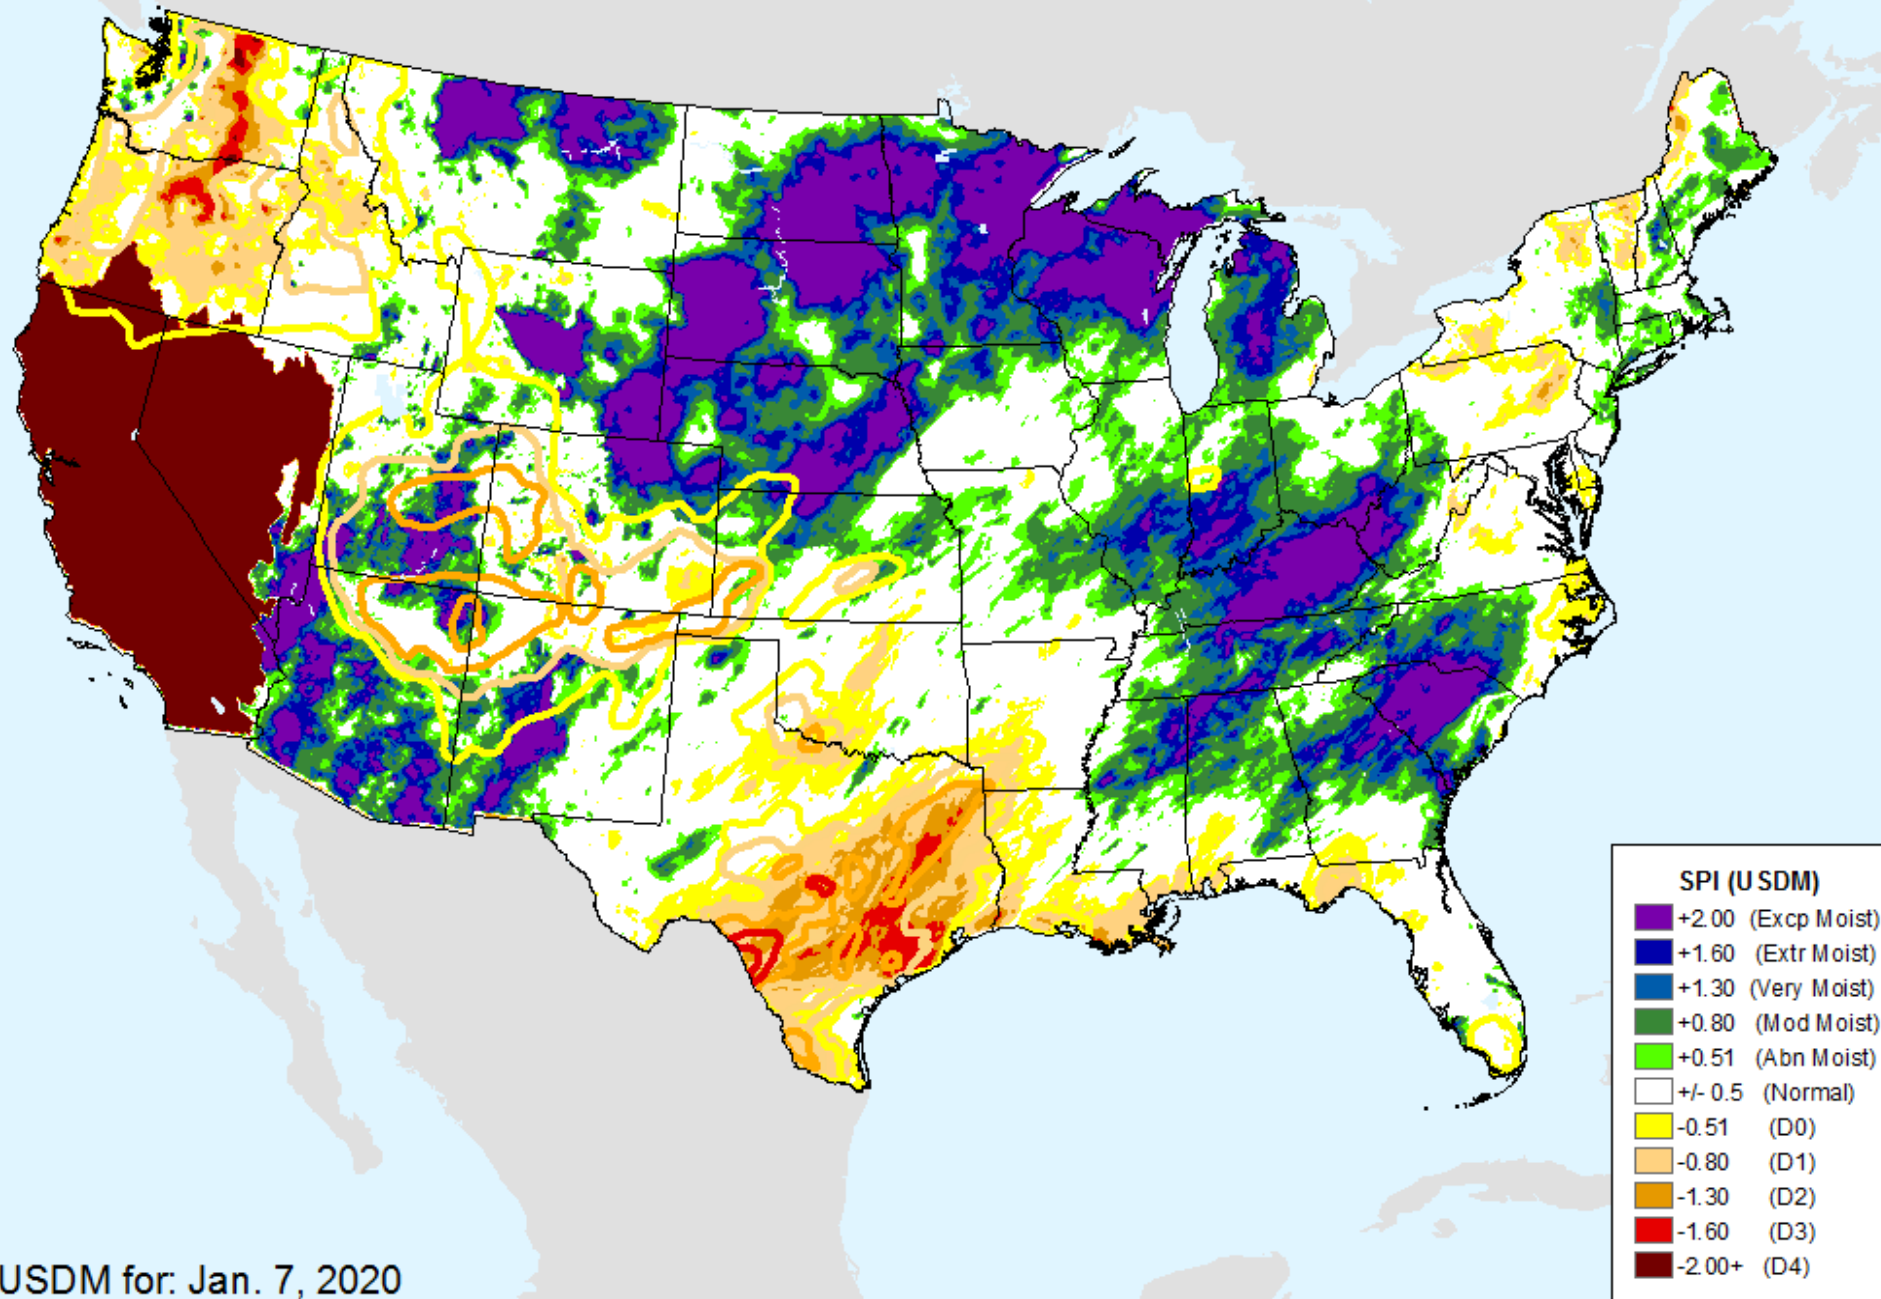 SPI (USDM)
+2.00 (Excp Moist)
+1.60 (Extr Moist)
+1.30 (Very Moist)
+0.80 (Mod Moist)
+0.51 (Abn Moist)
+/- 0.5 (Normal)
-0.51 (D0)
-0.80 (D1)
-1.30 (D2)
-1.60 (D3)
-2.00+ (D4)
USDM for: Jan. 7, 2020